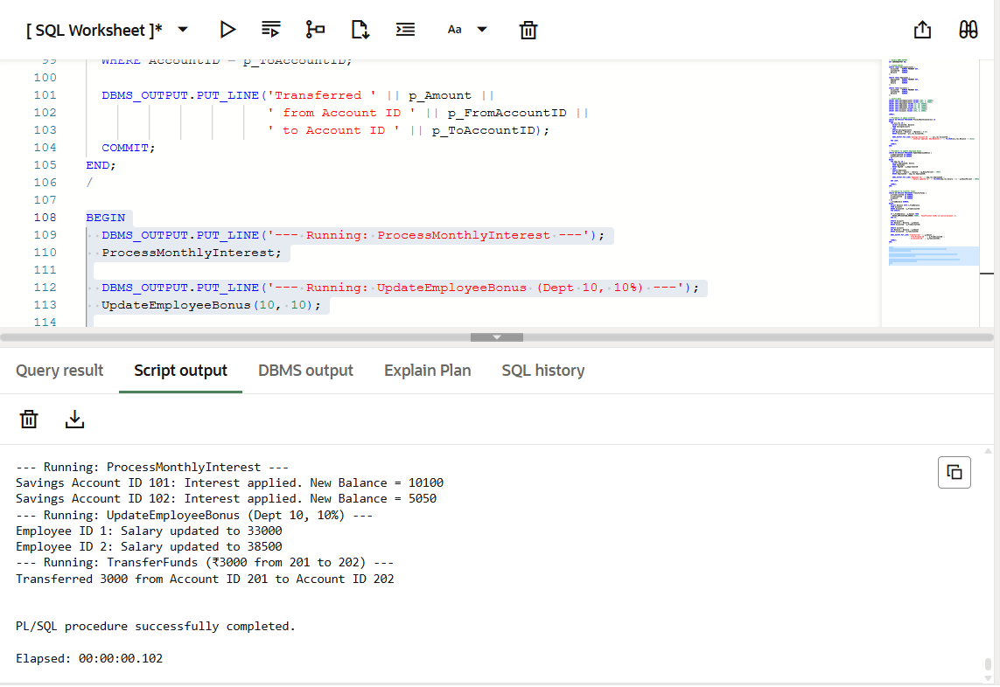 [ SQL Worksheet ]*
Aa
99 WHERE AccountID = p_ToAccountID;
100
101 DBMS_OUTPUT.PUT_LINE('Transferred ' || p_Amount ||
102 ' from Account ID ' || p_FromAccountID ||
103 ' to Account ID ' || p_ToAccountID);
104 COMMIT;
105 END;
106 /
107
108 BEGIN
109 DBMS_OUTPUT.PUT_LINE('--- Running: ProcessMonthlyInterest ---');
110 ProcessMonthlyInterest;
111
112 DBMS_OUTPUT.PUT_LINE('--- Running: UpdateEmployeeBonus (Dept 10, 10%) ---');
113 UpdateEmployeeBonus(10, 10);
114
Query result Script output DBMS output Explain Plan SQL history
--- Running: ProcessMonthlyInterest ---
Savings Account ID 101: Interest applied. New Balance = 10100
Savings Account ID 102: Interest applied. New Balance = 5050
--- Running: UpdateEmployeeBonus (Dept 10, 10%) ---
Employee ID 1: Salary updated to 33000
Employee ID 2: Salary updated to 38500
--- Running: TransferFunds (₹3000 from 201 to 202) ---
Transferred 3000 from Account ID 201 to Account ID 202
PL/SQL procedure successfully completed.
Elapsed: 00:00:00.102